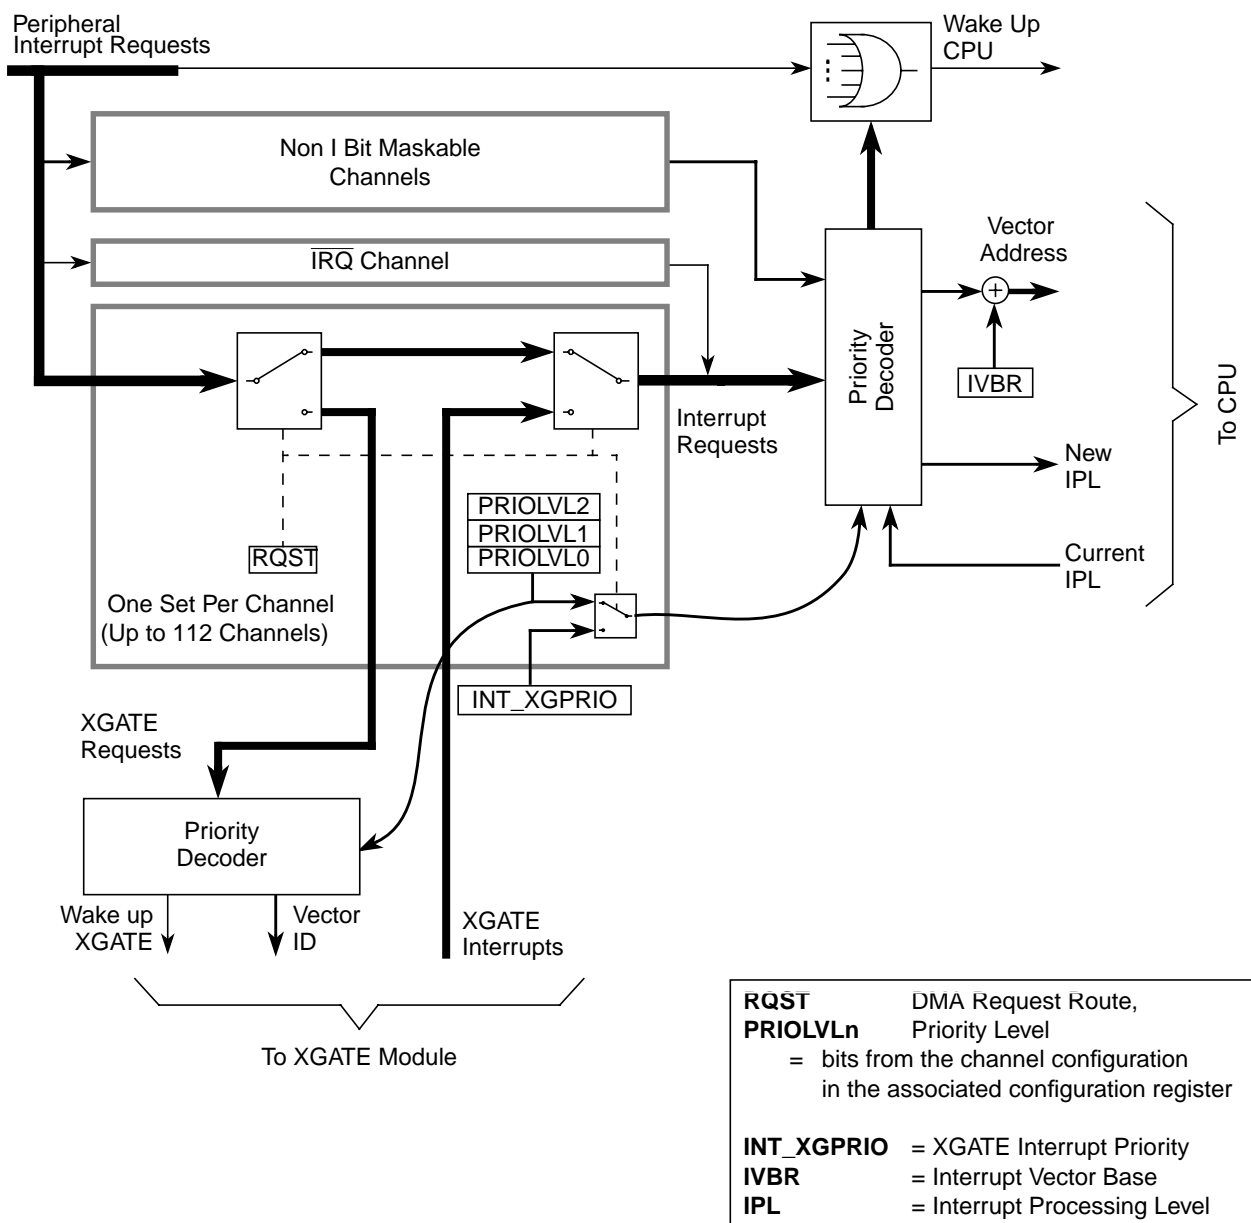 Peripheral
Interrupt Requests
Wake Up
CPU
Non I Bit Maskable
Channels
IRQ Channel
Vector
Address
+
IVBR
Priority
Decoder
To CPU
Interrupt
Requests
New
IPL
PRIOLVL2
PRIOLVL1
PRIOLVL0
RQST
Current
IPL
One Set Per Channel
(Up to 112 Channels)
INT_XGPRIO
XGATE
Requests
Priority
Decoder
Wake up
XGATE
Vector
ID
XGATE
Interrupts
To XGATE Module
RQST DMA Request Route,
PRIOLVLn Priority Level
= bits from the channel configuration
in the associated configuration register
INT_XGPRIO = XGATE Interrupt Priority
IVBR = Interrupt Vector Base
IPL = Interrupt Processing Level